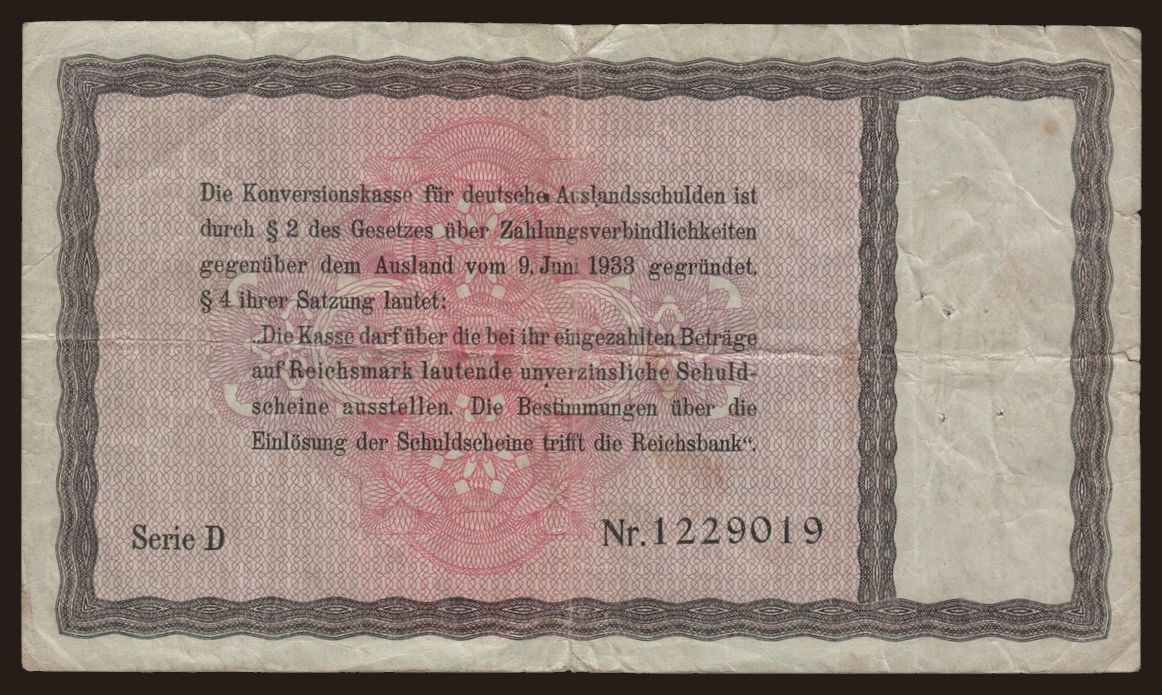 Die Konversionskasse für deutsche Auslandsschulden ist
durch § 2 des Gesetzes über Zahlungsverbindlichkeiten
gegenüber dem Ausland vom 9. Juni 1933 gegründet.
§ 4 ihrer Satzung lautet:
„Die Kasse darf über die bei ihr eingezahlten Beträge
auf Reichsmark lautende unverzinsliche Schuld-
scheine ausstellen. Die Bestimmungen über die
Einlösung der Schuldscheine trifft die Reichsbank“.
Serie D
Nr. 1229019